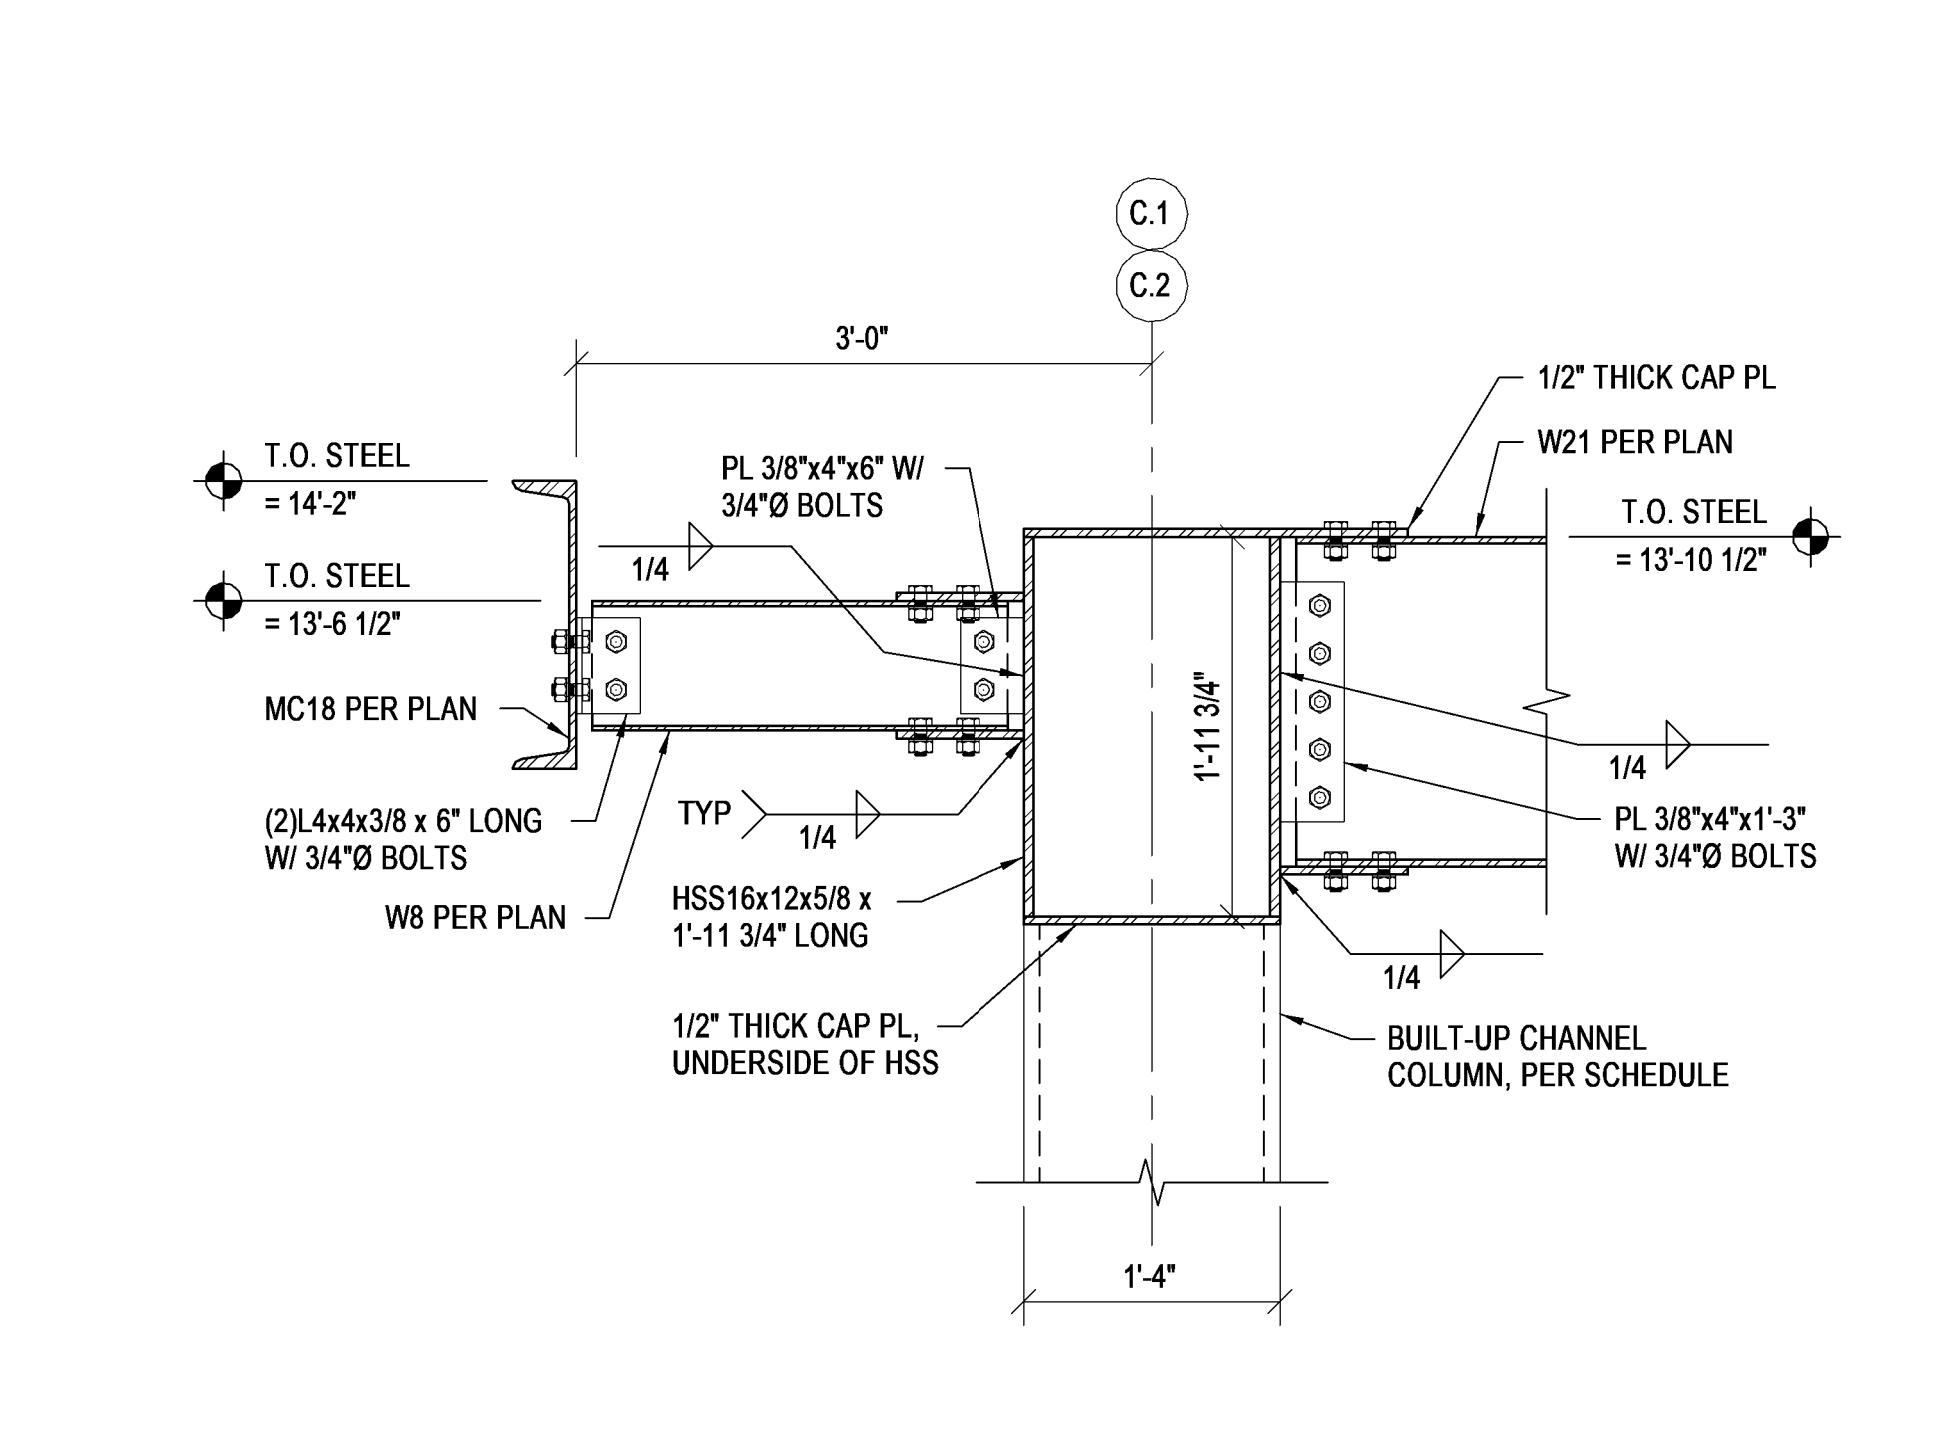 C.1
C.2
3'-0"
1/2" THICK CAP PL
W21 PER PLAN
T.O. STEEL
= 14'-2"
PL 3/8"x4"x6" W/
3/4"Ø BOLTS
T.O. STEEL
= 13'-10 1/2"
1/4
T.O. STEEL
= 13'-6 1/2"
MC18 PER PLAN
1'-11 3/4"
1/4
(2)L4x4x3/8 x 6" LONG
W/ 3/4"Ø BOLTS
TYP
1/4
PL 3/8"x4"x1'-3"
W/ 3/4"Ø BOLTS
W8 PER PLAN
HSS16x12x5/8 x
1'-11 3/4" LONG
1/4
1/2" THICK CAP PL,
UNDERSIDE OF HSS
BUILT-UP CHANNEL
COLUMN, PER SCHEDULE
1'-4"